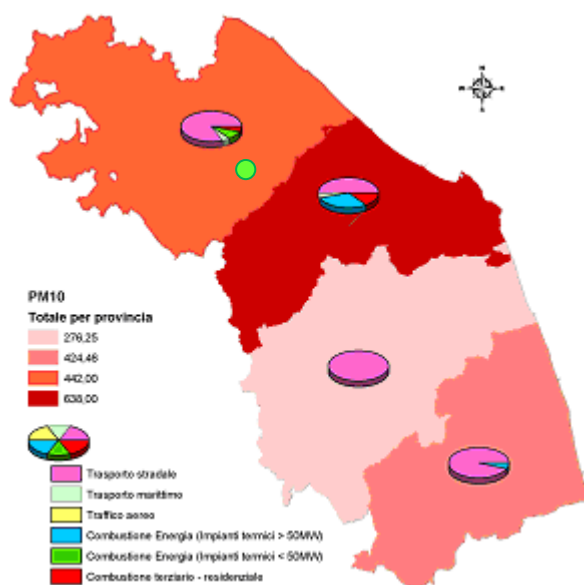 N
W E
S
PM10
Totale per provincia
276,25
424,46
442,00
638,00
Trasporto stradale
Trasporto marittimo
Traffico aereo
Combustione Energia (Impianti termici > 50MW)
Combustione Energia (Impianti termici < 50MW)
Combustione terziario - residenziale